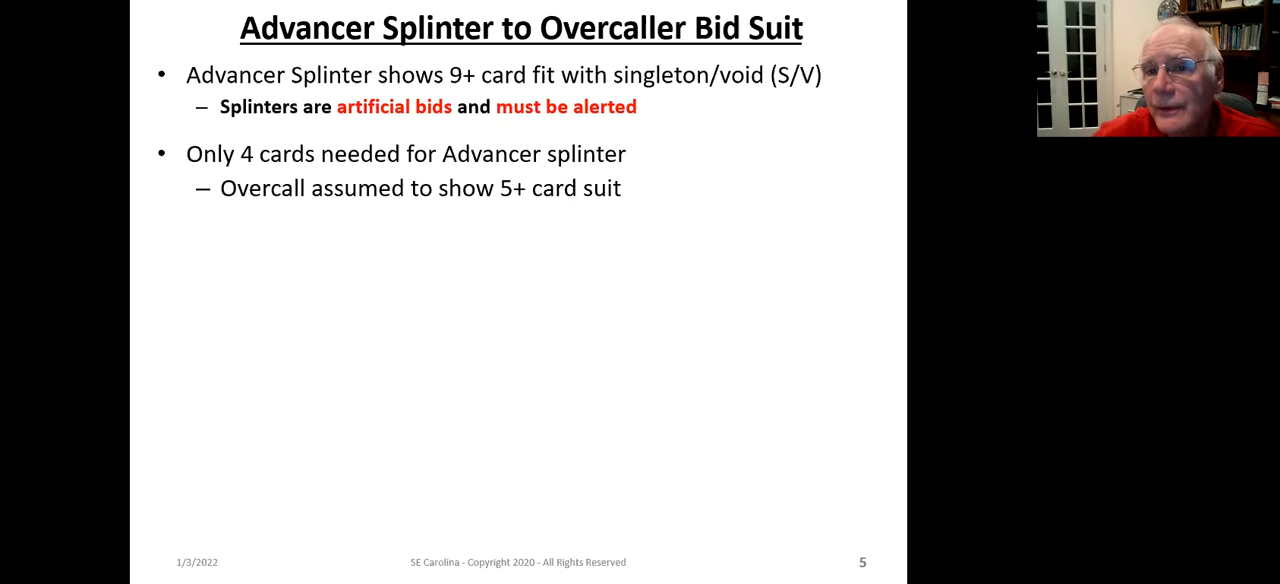 Advancer Splinter to Overcaller Bid Suit
• Advancer Splinter shows 9+ card fit with singleton/void (S/V)
– Splinters are artificial bids and must be alerted
• Only 4 cards needed for Advancer splinter
– Overcall assumed to show 5+ card suit
1/3/2022 SE Carolina - Copyright 2020 - All Rights Reserved 5